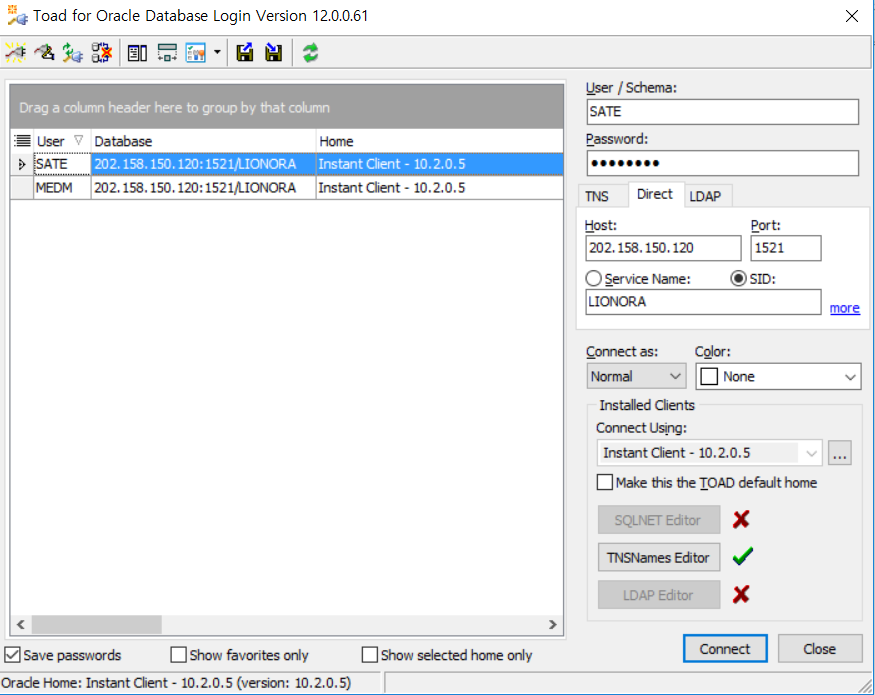 Toad for Oracle Database Login Version 12.0.0.61
Drag a column header here to group by that column
User Database Home
SATE 202.158.150.120:1521/LIONORA Instant Client - 10.2.0.5
MEDM 202.158.150.120:1521/LIONORA Instant Client - 10.2.0.5
Save passwords Show favorites only Show selected home only
Oracle Home: Instant Client - 10.2.0.5 (version: 10.2.0.5)
User / Schema:
SATE
Password:
●●●●●●●●
TNS Direct LDAP
Host: Port:
202.158.150.120 1521
Service Name: SID:
LIONORA
more
Connect as: Color:
Normal None
Installed Clients
Connect Using:
Instant Client - 10.2.0.5 ...
Make this the TOAD default home
SQLNET Editor
TNSNames Editor
LDAP Editor
Connect Close